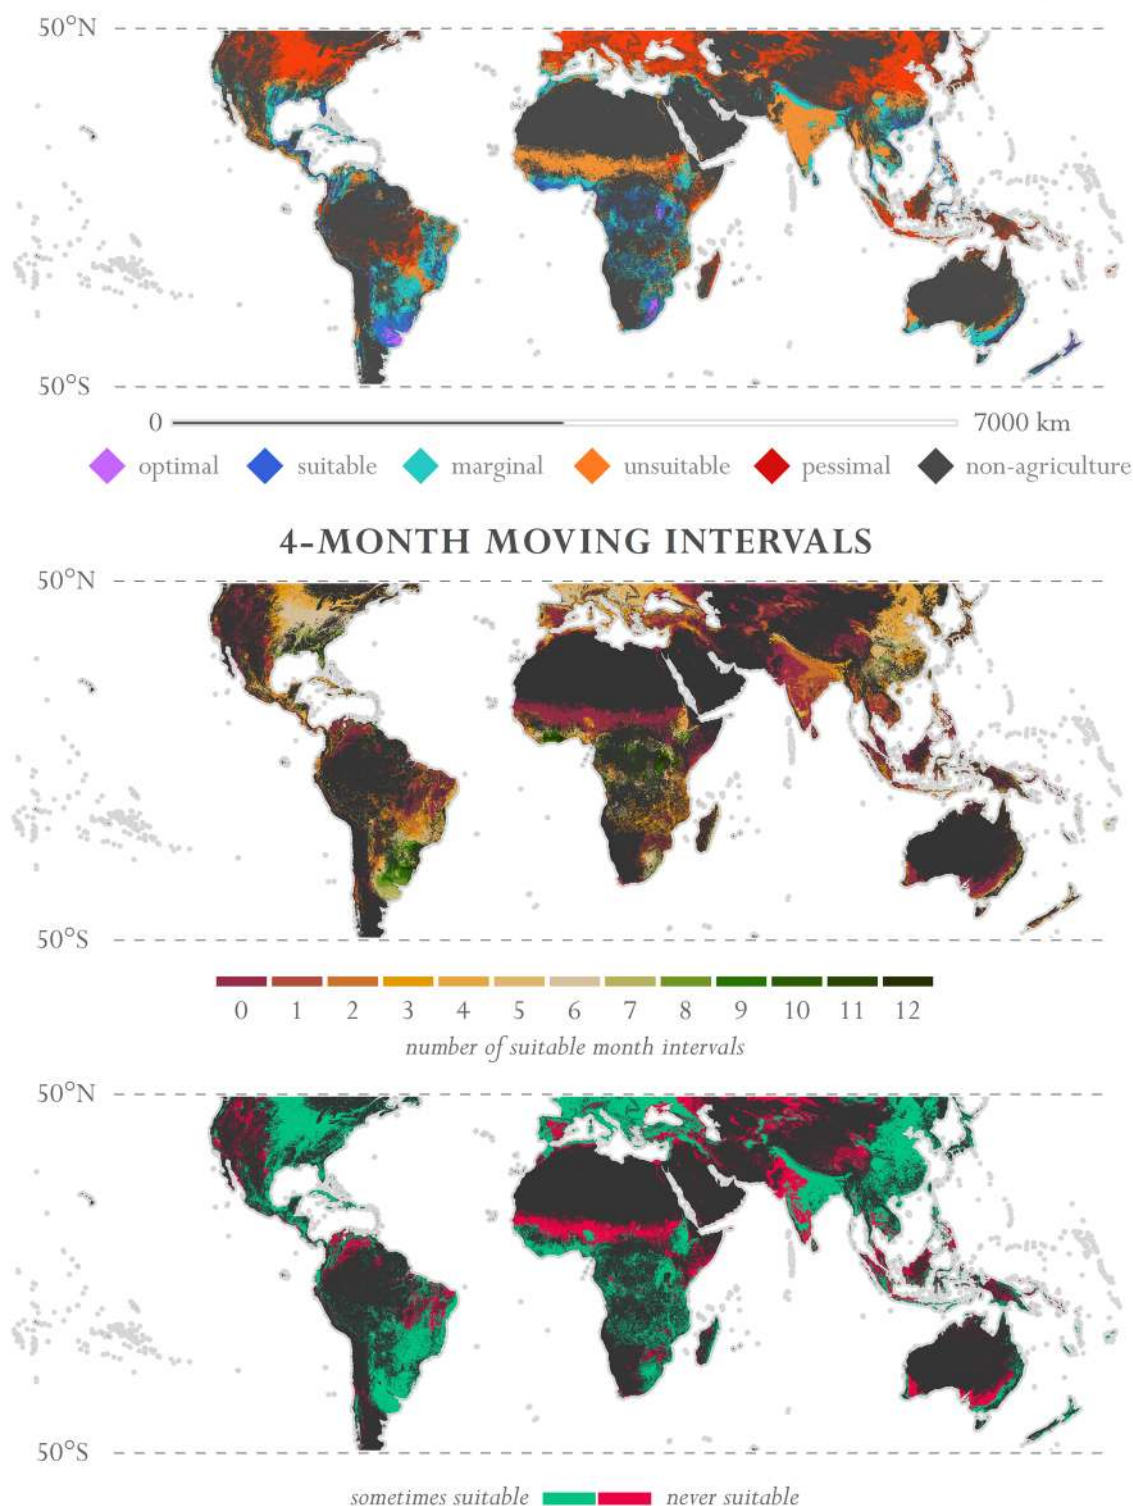 50°N
50°S
0 7000 km
optimal suitable marginal unsuitable pessimal non-agriculture
4-MONTH MOVING INTERVALS
50°N
50°S
0 1 2 3 4 5 6 7 8 9 10 11 12
number of suitable month intervals
50°N
50°S
sometimes suitable never suitable